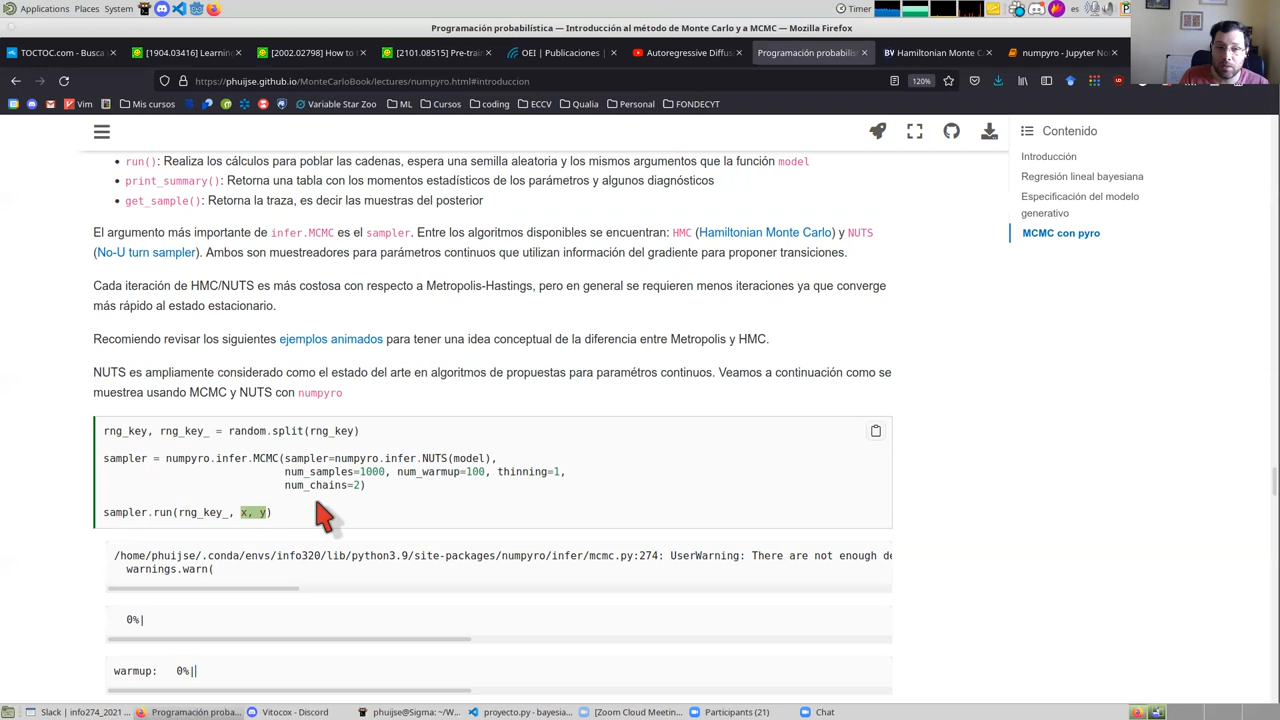 Applications Places System
Timer
es
Programación probabilística — Introducción al método de Monte Carlo y a MCMC — Mozilla Firefox
TOCTOC.com - Busca
[1904.03416] Learnin
[2002.02798] How to
[2101.08515] Pre-trai
OEI | Publicaciones
Autoregressive Diffus
Programación probabilis
Hamiltonian Monte C
numpyro - Jupyter No
https://phuijse.github.io/MonteCarloBook/lectures/numpyro.html#introduccion
120%
Vim
Mis cursos
Variable Star Zoo
ML
Cursos
coding
ECCV
Qualia
Personal
FONDECYT
Contenido
Introducción
Regresión lineal bayesiana
Especificación del modelo
generativo
MCMC con pyro
• run(): Realiza los cálculos para poblar las cadenas, espera una semilla aleatoria y los mismos argumentos que la función model
• print_summary(): Retorna una tabla con los momentos estadísticos de los parámetros y algunos diagnósticos
• get_sample(): Retorna la traza, es decir las muestras del posterior
El argumento más importante de infer.MCMC es el sampler. Entre los algoritmos disponibles se encuentran: HMC (Hamiltonian Monte Carlo) y NUTS
(No-U turn sampler). Ambos son muestreadores para parámetros continuos que utilizan información del gradiente para proponer transiciones.
Cada iteración de HMC/NUTS es más costosa con respecto a Metropolis-Hastings, pero en general se requieren menos iteraciones ya que converge
más rápido al estado estacionario.
Recomiendo revisar los siguientes ejemplos animados para tener una idea conceptual de la diferencia entre Metropolis y HMC.
NUTS es ampliamente considerado como el estado del arte en algoritmos de propuestas para paramétros continuos. Veamos a continuación como se
muestrea usando MCMC y NUTS con numpyro
rng_key, rng_key_ = random.split(rng_key)
sampler = numpyro.infer.MCMC(sampler=numpyro.infer.NUTS(model),
num_samples=1000, num_warmup=100, thinning=1,
num_chains=2)
sampler.run(rng_key_, x, y)
/home/phuijse/.conda/envs/info320/lib/python3.9/site-packages/numpyro/infer/mcmc.py:274: UserWarning: There are not enough de
warnings.warn(
0%|
warmup: 0%|
Slack | info274_2021
Programación proba...
Vitocox - Discord
phuijse@Sigma: ~/W...
proyecto.py - bayesia...
[Zoom Cloud Meetin...
Participants (21)
Chat